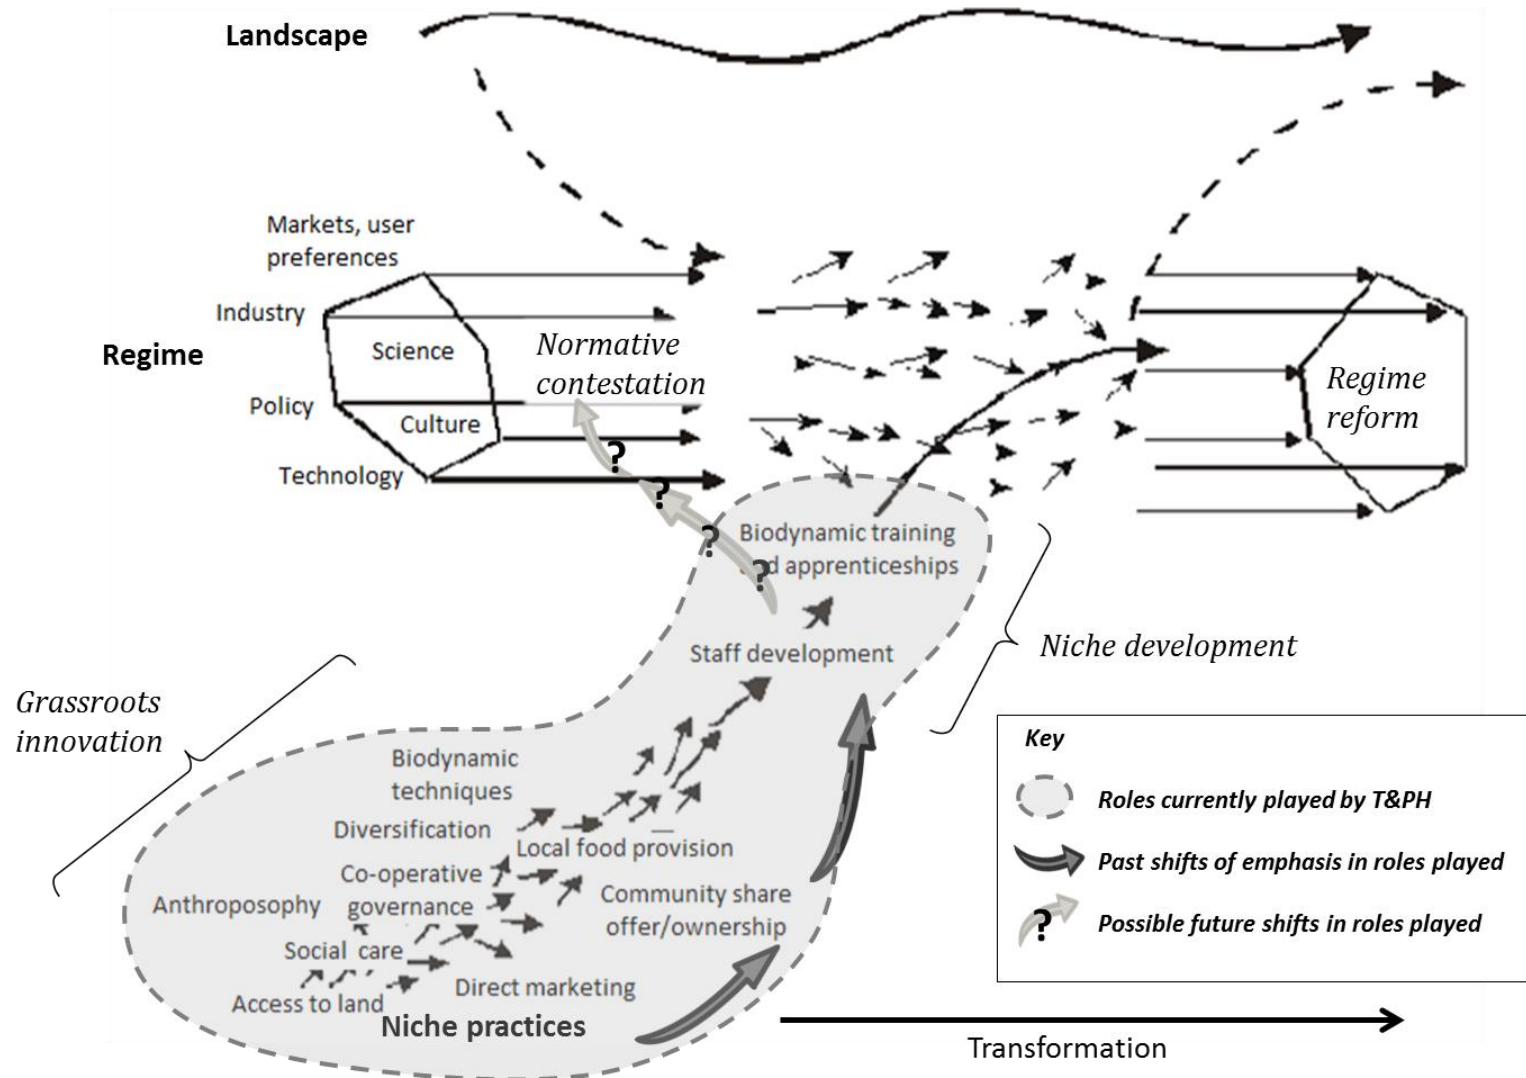 Landscape
Markets, user
preferences
Industry
Regime
Science
Normative
contestation
Policy
Culture
Technology
Regime
reform
?
?
?
?
Biodynamic training
and apprenticeships
Staff development
Niche development
Grassroots
innovation
Biodynamic
techniques
Diversification
Local food provision
Co-operative
governance
Anthroposophy
Community share
offer/ownership
Social care
Direct marketing
Access to land
Niche practices
Key
Roles currently played by T&PH
Past shifts of emphasis in roles played
?
Possible future shifts in roles played
Transformation